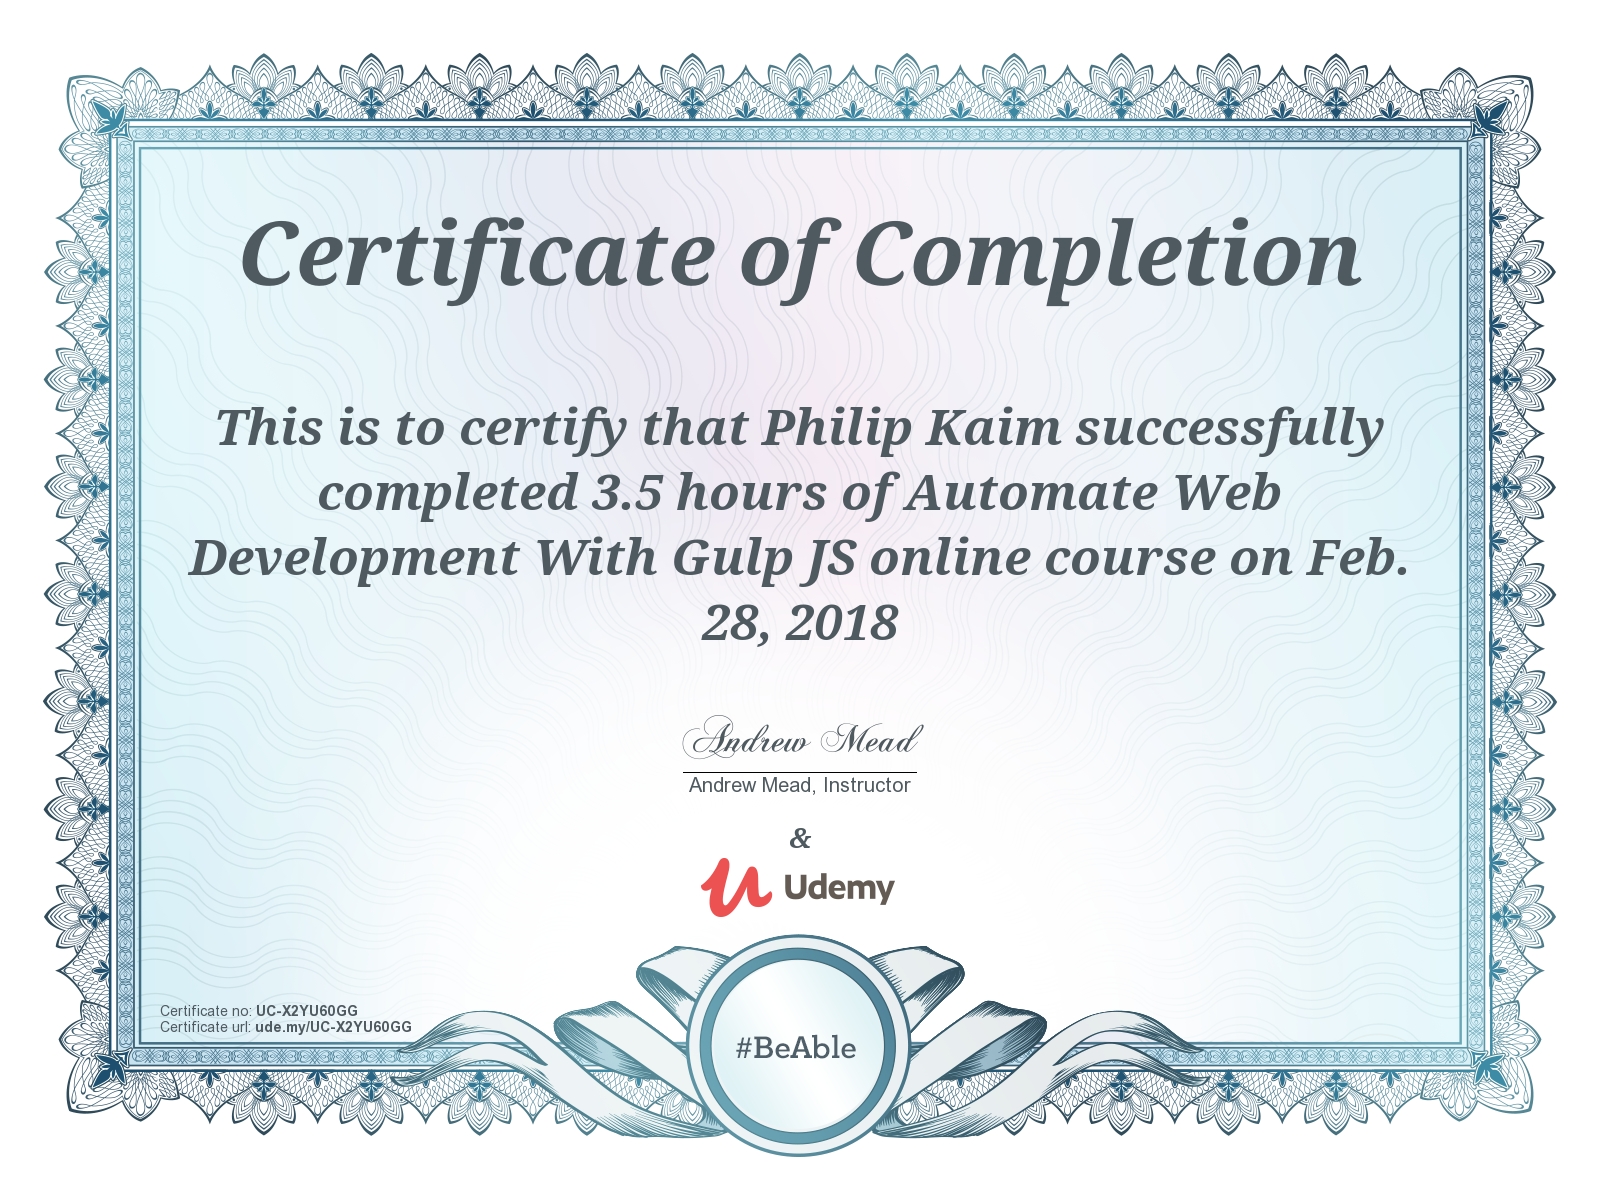 Certificate of Completion
This is to certify that Philip Kaim successfully
completed 3.5 hours of Automate Web
Development With Gulp JS online course on Feb.
28, 2018
Andrew Mead
Andrew Mead, Instructor
&
Udemy
Certificate no: UC-X2YU60GG
Certificate url: ude.my/UC-X2YU60GG
#BeAble